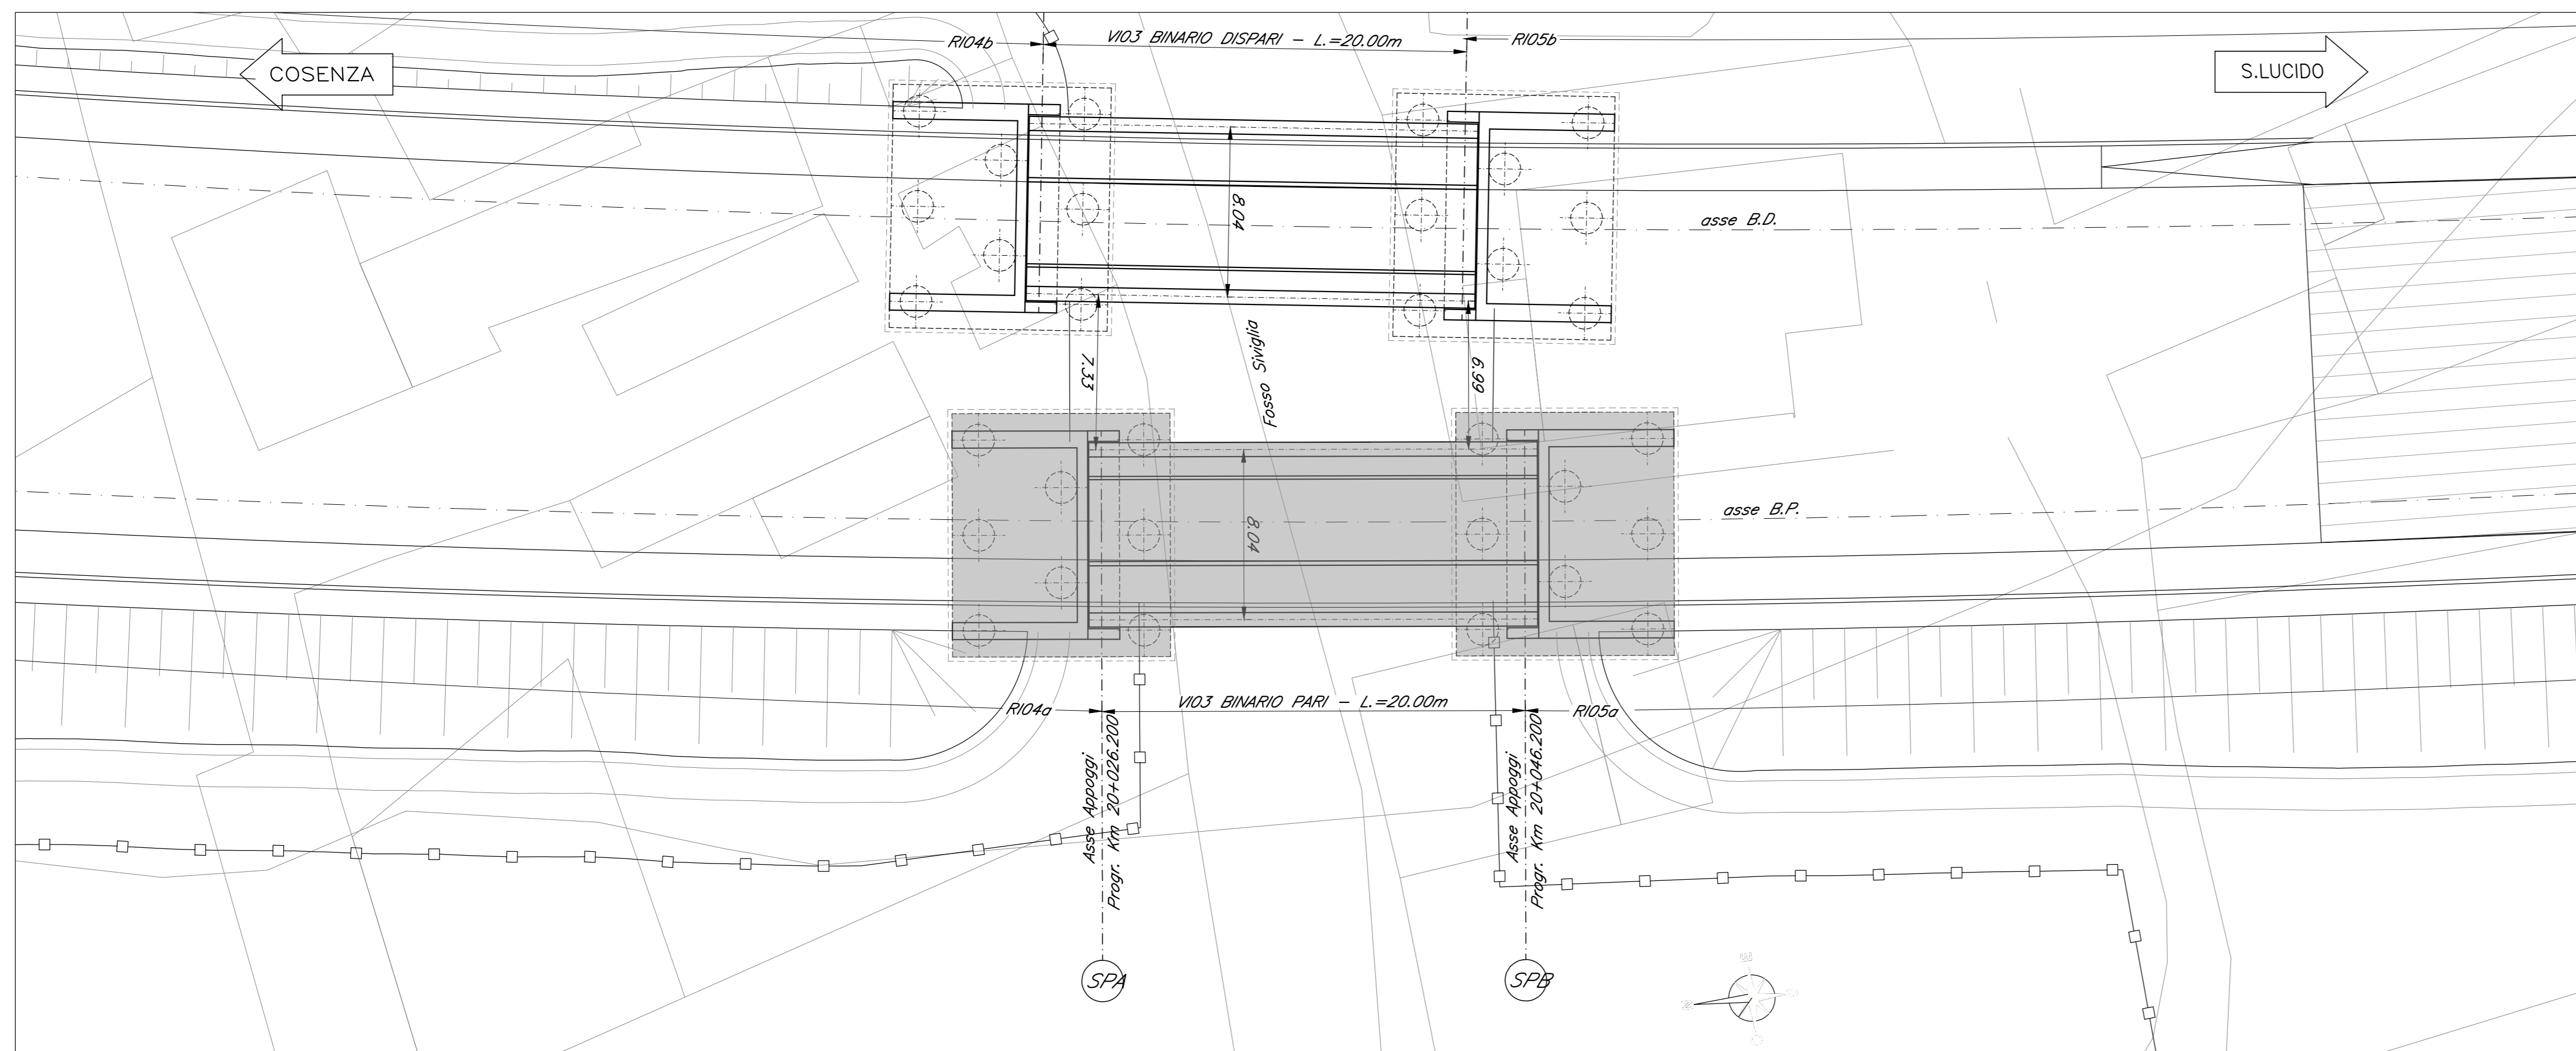 RI04b
VI03 BINARIO DISPARI - L.=20.00m
RI05b
COSENZA
S.LUCIDO
8.04
asse B.D.
Fosso Siviglia
7.33
6.99
8.04
asse B.P.
RI04a
VI03 BINARIO PARI - L.=20.00m
RI05a
Asse Appoggi
Progr. Km 20+026.200
Asse Appoggi
Progr. Km 20+046.200
SPA
SPB